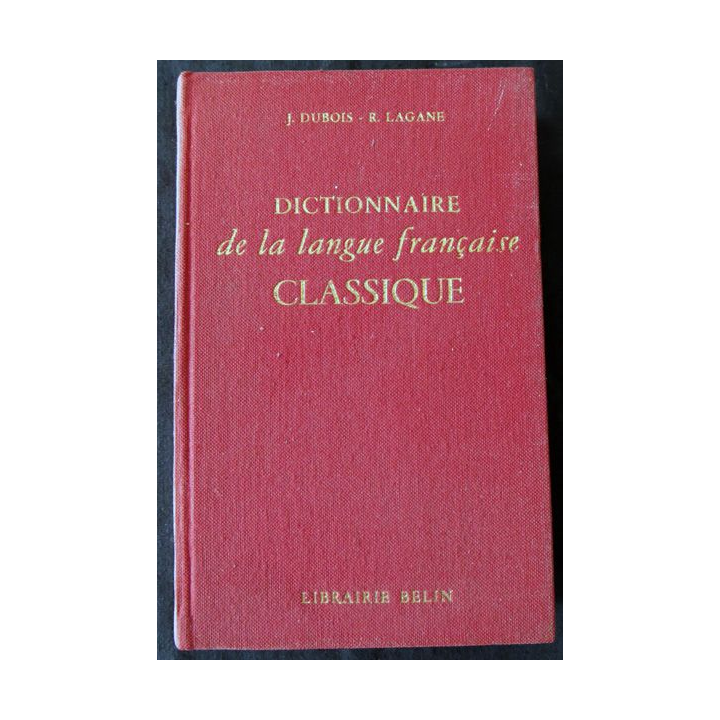 J. DUBOIS - R. LAGANE
DICTIONNAIRE
de la langue française
CLASSIQUE
LIBRAIRIE BELIN